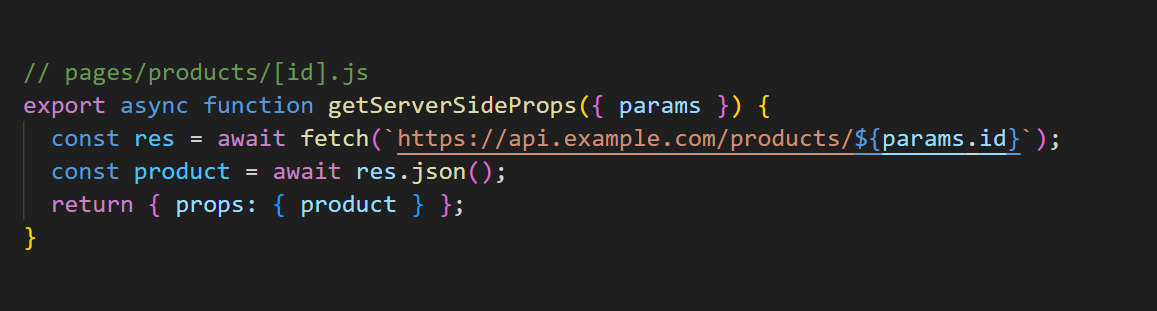 // pages/products/[id].js
export async function getServerSideProps({ params }) {
  const res = await fetch(`https://api.example.com/products/${params.id}`);
  const product = await res.json();
  return { props: { product } };
}